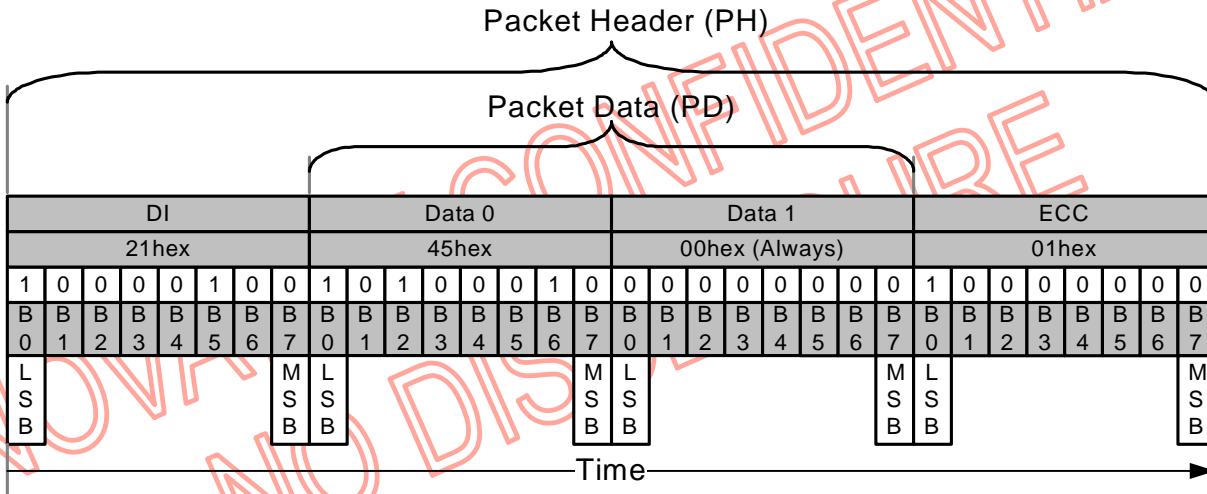 Packet Header (PH)
Packet Data (PD)
DI Data 0 Data 1 ECC
21hex 45hex 00hex (Always) 01hex
1 0 0 0 0 1 0 0 1 0 1 0 0 0 1 0 0 0 0 0 0 0 0 0 1 0 0 0 0 0 0 0
B B B B B B B B B B B B B B B B B B B B B B B B B B B B B B B B
0 1 2 3 4 5 6 7 0 1 2 3 4 5 6 7 0 1 2 3 4 5 6 7 0 1 2 3 4 5 6 7
L M L M L M L M
S S S S S S S S
B B B B B B B B
Time